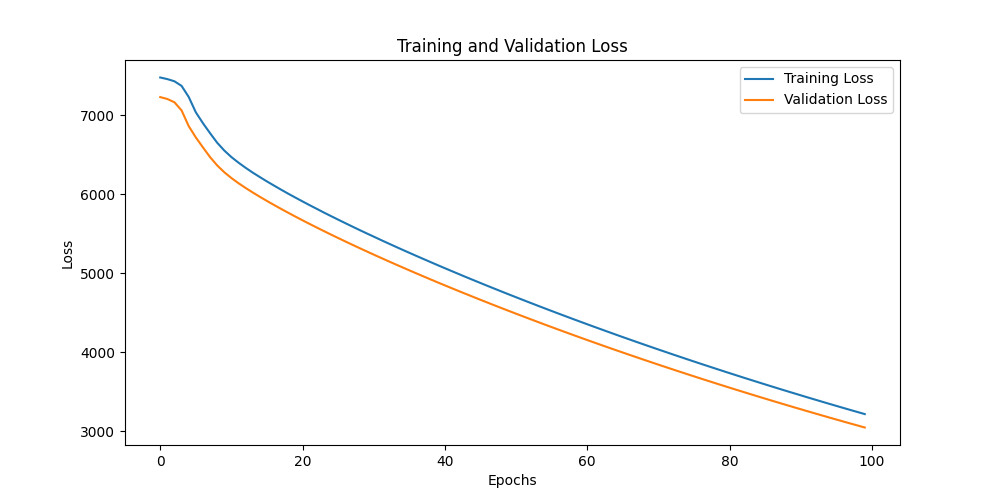 Training and Validation Loss
Training Loss
Validation Loss
7000
6000
5000
4000
3000
Loss
0 20 40 60 80 100
Epochs